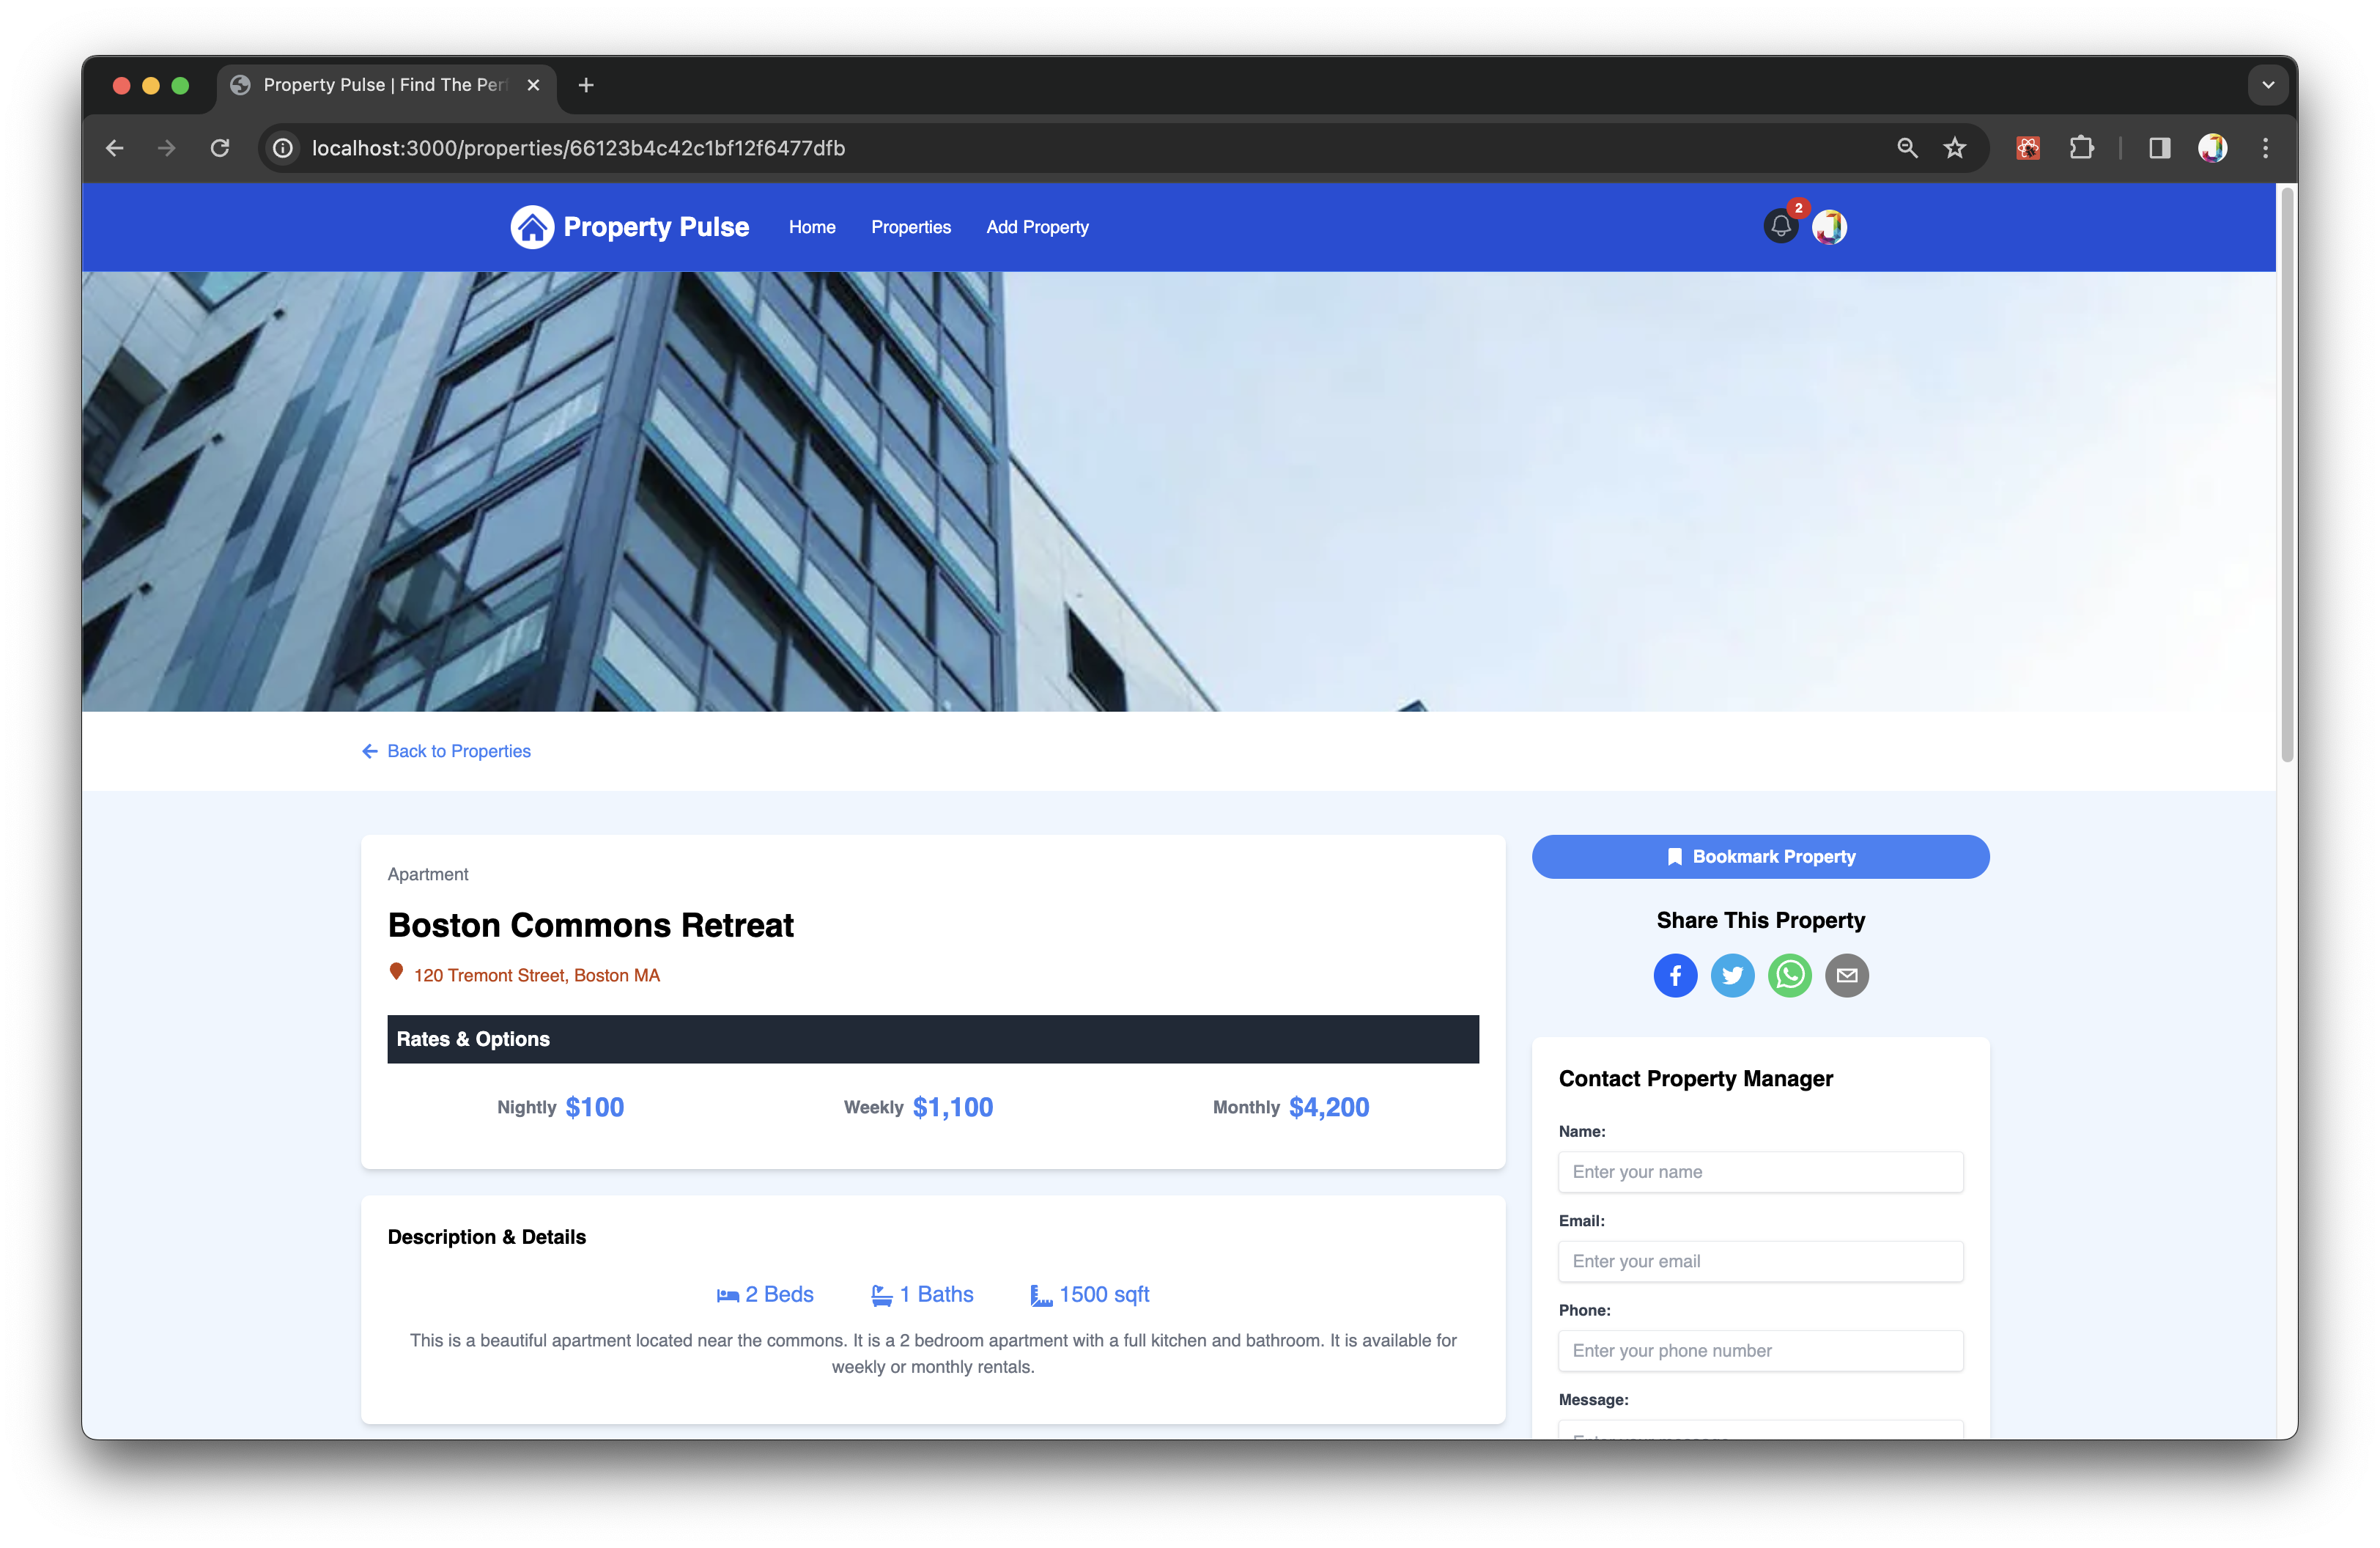 Property Pulse | Find The Per
localhost:3000/properties/66123b4c42c1bf12f6477dfb
Property Pulse
Home
Properties
Add Property
2
Back to Properties
Apartment
Boston Commons Retreat
120 Tremont Street, Boston MA
Rates & Options
Nightly $100
Weekly $1,100
Monthly $4,200
Description & Details
2 Beds
1 Baths
1500 sqft
This is a beautiful apartment located near the commons. It is a 2 bedroom apartment with a full kitchen and bathroom. It is available for
weekly or monthly rentals.
Bookmark Property
Share This Property
Contact Property Manager
Name:
Enter your name
Email:
Enter your email
Phone:
Enter your phone number
Message: